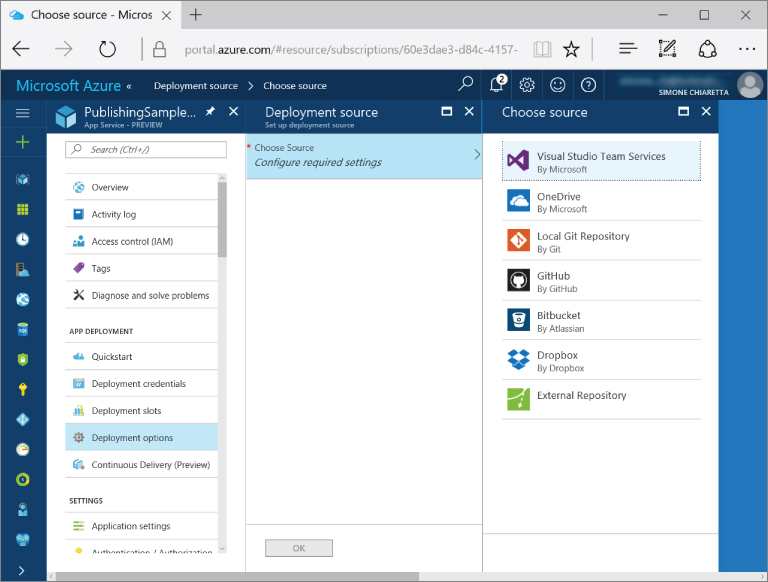 Choose source - Micros
portal.azure.com/#resource/subscriptions/60e3dae3-d84c-4157-
Microsoft Azure «
Deployment source > Choose source
2
SIMONE CHIARETTA
PublishingSample...
App Service - PREVIEW
Search (Ctrl+/)
Overview
Activity log
Access control (IAM)
Tags
Diagnose and solve problems
APP DEPLOYMENT
Quickstart
Deployment credentials
Deployment slots
Deployment options
Continuous Delivery (Preview)
SETTINGS
Application settings
Authentication / Authorization
Deployment source
Set up deployment source
* Choose Source
Configure required settings
OK
Choose source
Visual Studio Team Services
By Microsoft
OneDrive
By Microsoft
Local Git Repository
By Git
GitHub
By GitHub
Bitbucket
By Atlassian
Dropbox
By Dropbox
External Repository